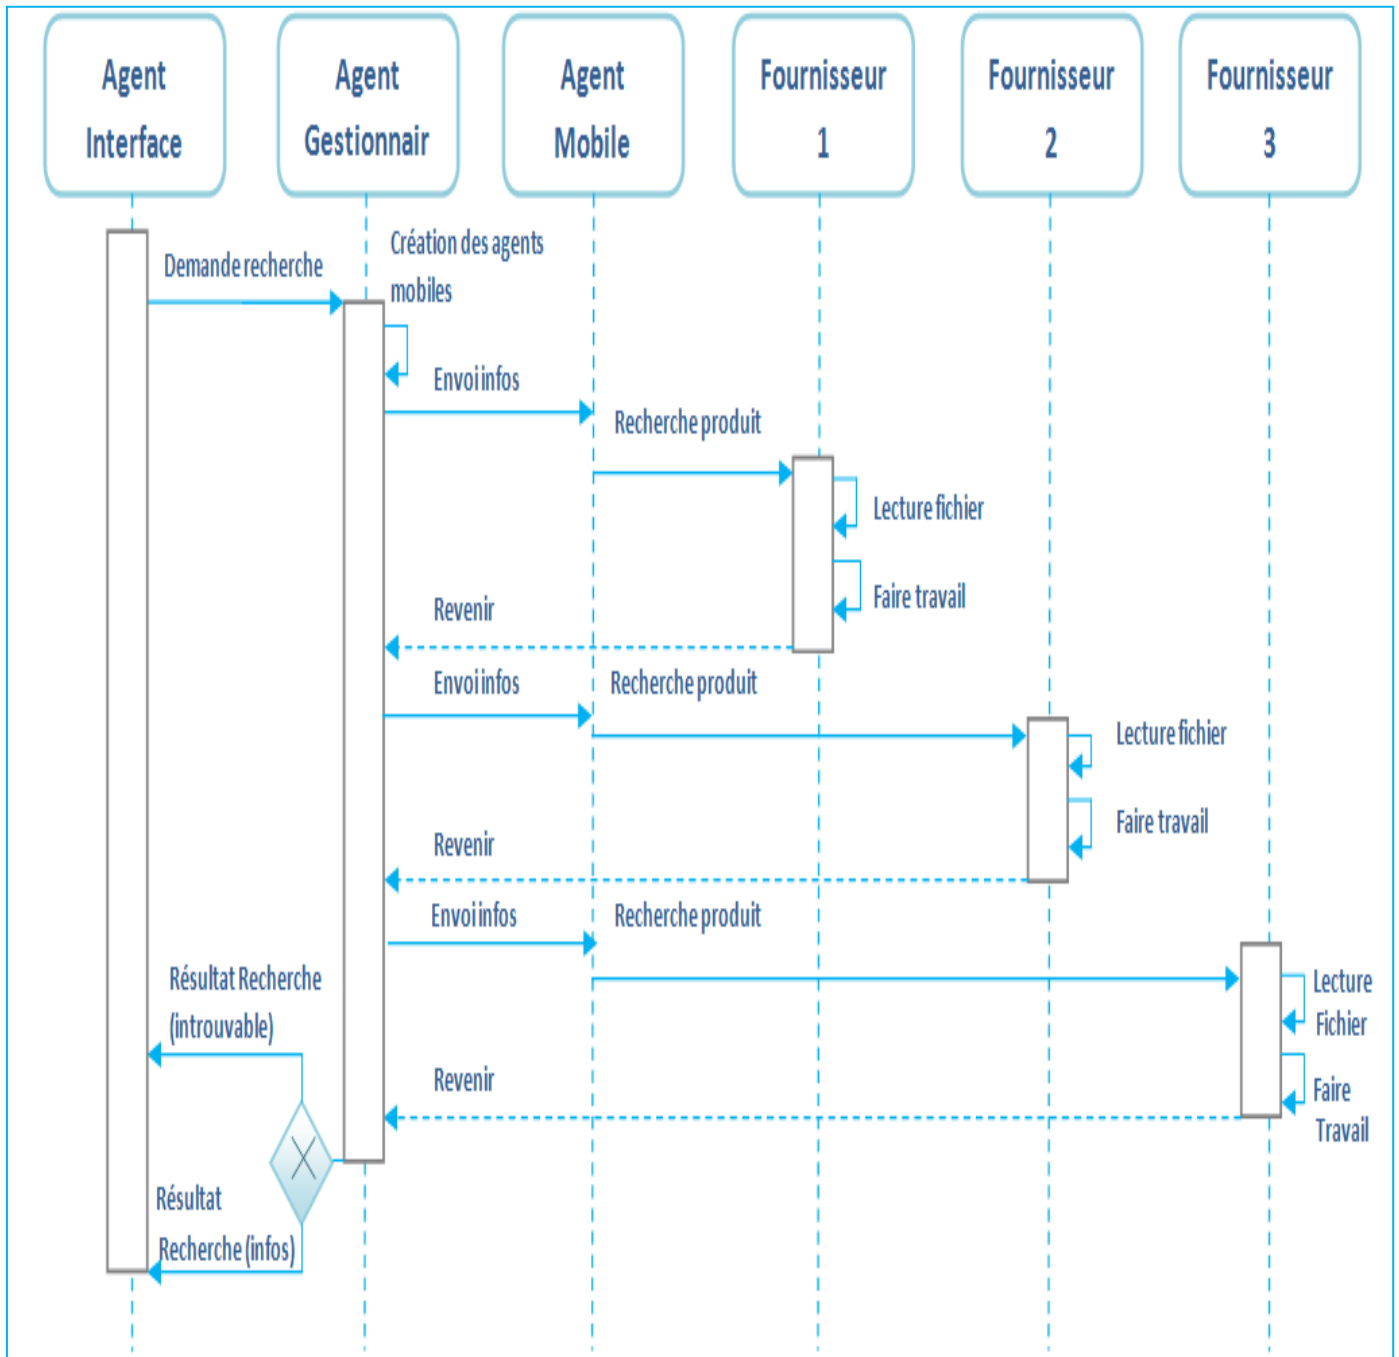 Agent
Interface
Agent
Gestionnair
Agent
Mobile
Fournisseur
1
Fournisseur
2
Fournisseur
3
Création des agents
mobiles
Demande recherche
Envoi infos
Recherche produit
Lecture fichier
Faire travail
Revenir
Envoi infos
Recherche produit
Lecture fichier
Faire travail
Revenir
Envoi infos
Recherche produit
Résultat Recherche
(introuvable)
Lecture
Fichier
Revenir
Faire
Travail
Résultat
Recherche (infos)